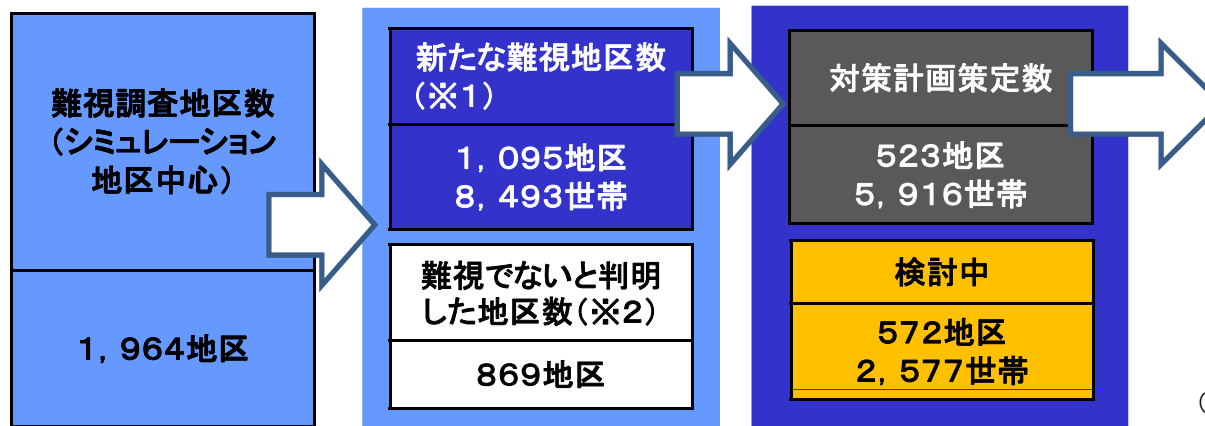 難視調査地区数
（シミュレーション
地区中心）
1，964地区
新たな難視地区数
（※1）
1，095地区
8，493世帯
難視でないと判明
した地区数（※2）
869地区
対策計画策定数
523地区
5，916世帯
検討中
572地区
2，577世帯
（